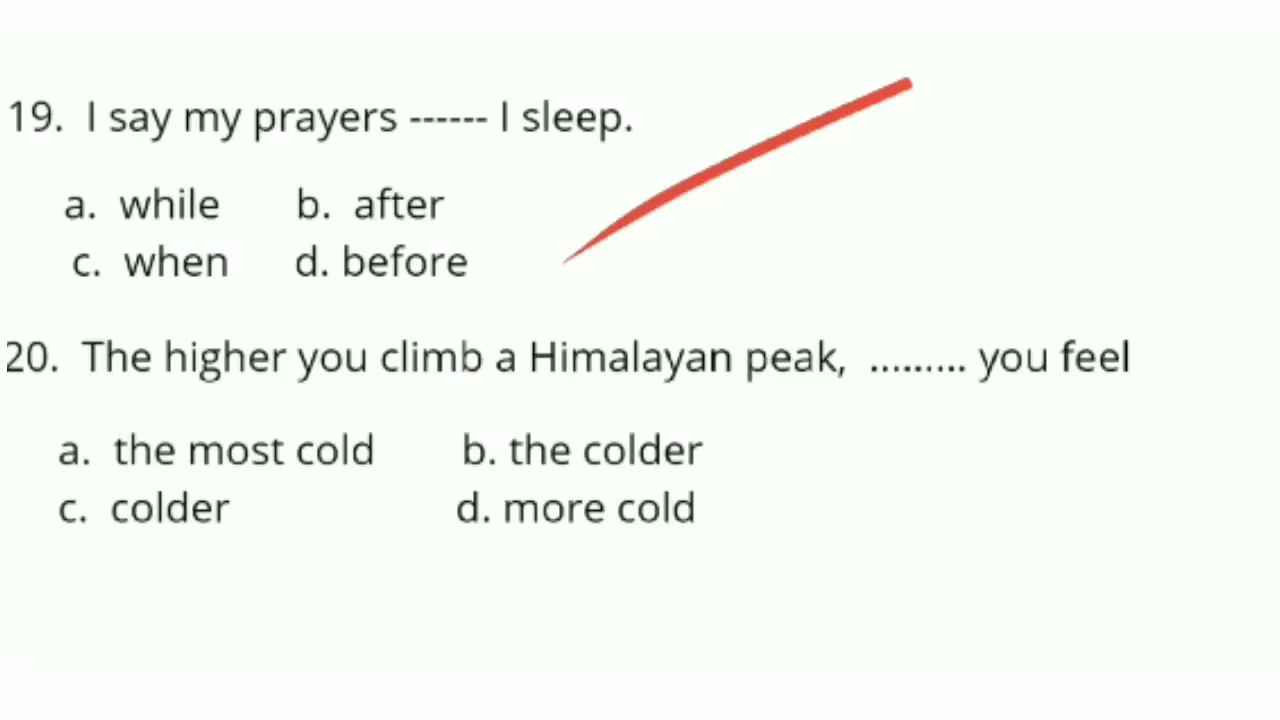 19. I say my prayers ------ I sleep.
a. while b. after
c. when d. before
20. The higher you climb a Himalayan peak, ......... you feel
a. the most cold b. the colder
c. colder d. more cold